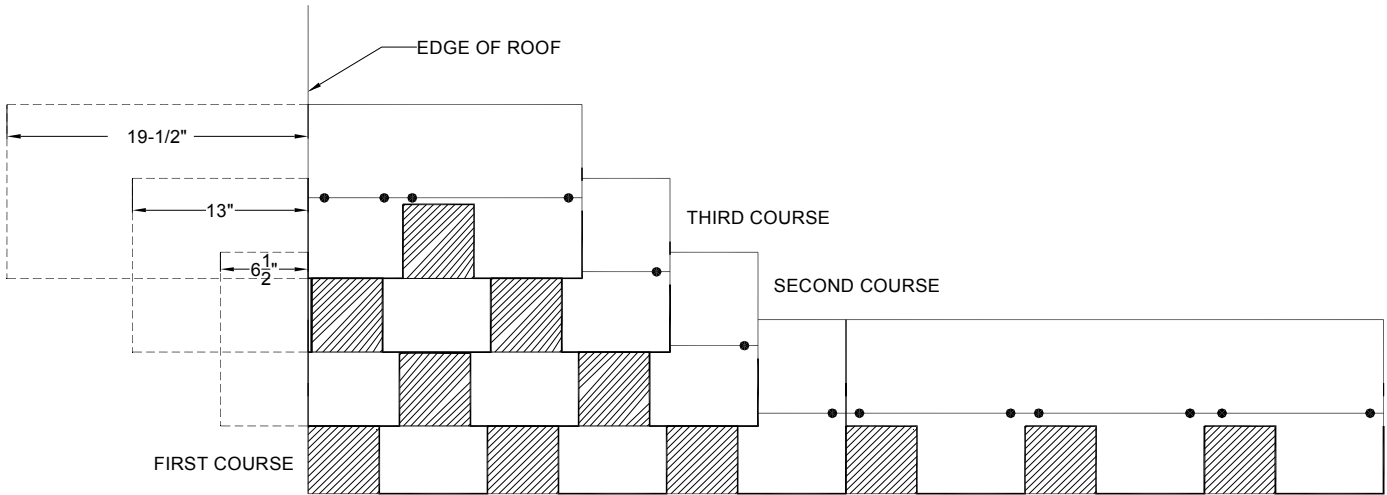 EDGE OF ROOF
19-1/2"
13"
THIRD COURSE
6 1/2"
SECOND COURSE
FIRST COURSE